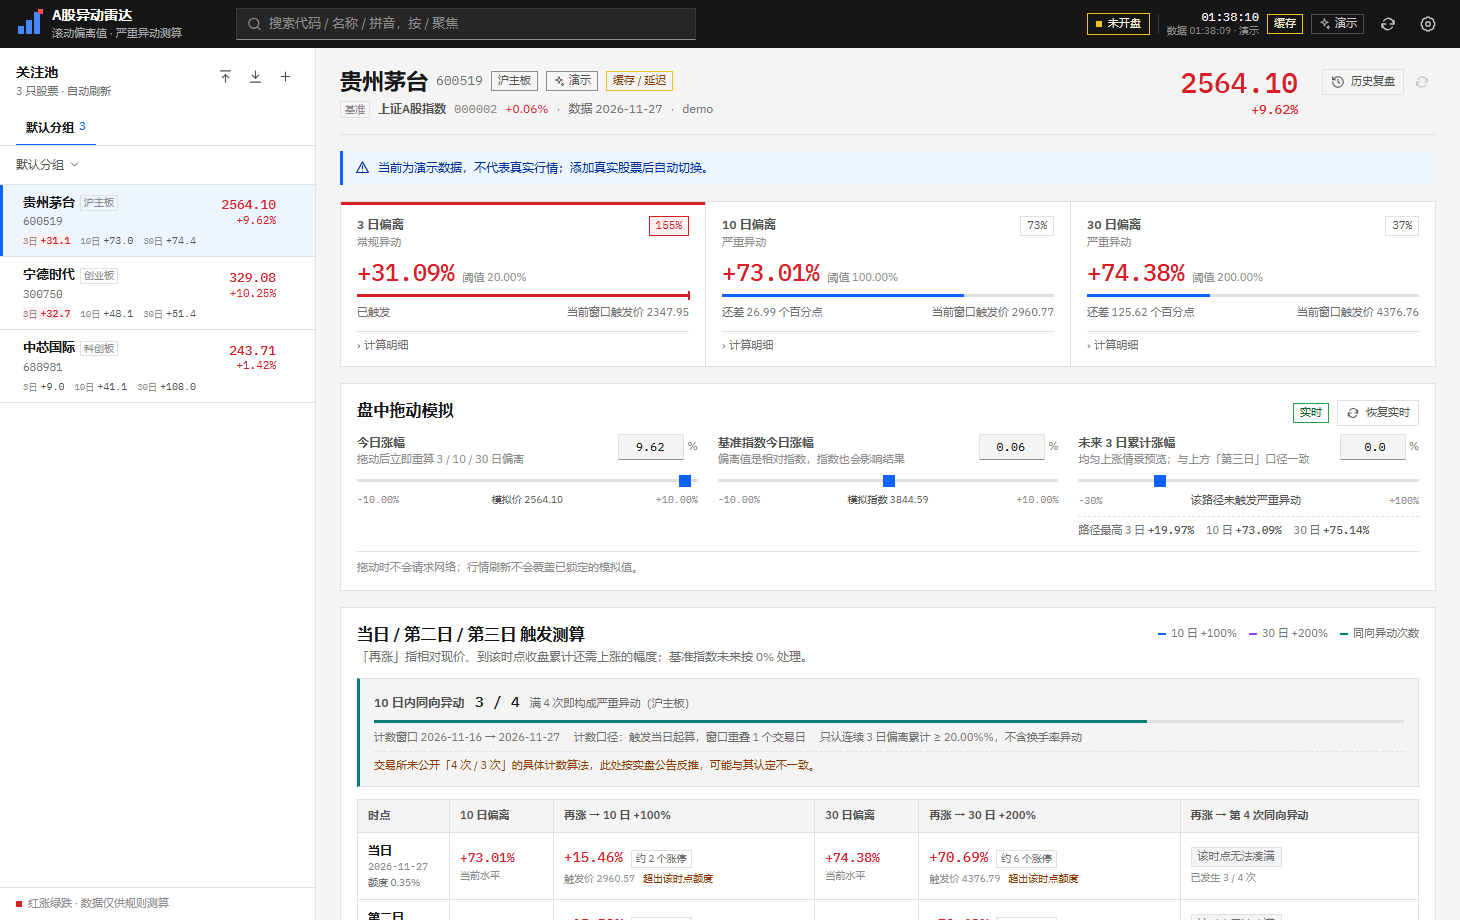 A股异动雷达
滚动偏离值 · 严重异动测算
搜索代码 / 名称 / 拼音，按 / 聚焦
未开盘
01:38:10
数据 01:38:09 · 演示
缓存
演示
关注池
3 只股票 · 自动刷新
默认分组 3
默认分组
贵州茅台 沪主板 2564.10
600519 +9.62%
3日 +31.1 10日 +73.0 30日 +74.4
宁德时代 创业板 329.08
300750 +10.25%
3日 +32.7 10日 +48.1 30日 +51.4
中芯国际 科创板 243.71
688981 +1.42%
3日 +9.0 10日 +41.1 30日 +108.0
红涨绿跌 · 数据仅供规则测算
贵州茅台 600519 沪主板 演示 缓存 / 延迟
基准 上证A股指数 000002 +0.06% · 数据 2026-11-27 · demo
2564.10
+9.62%
历史复盘
当前为演示数据，不代表真实行情；添加真实股票后自动切换。
3 日偏离 155%
常规异动
+31.09% 阈值 20.00%
已触发 当前窗口触发价 2347.95
› 计算明细
10 日偏离 73%
严重异动
+73.01% 阈值 100.00%
还差 26.99 个百分点 当前窗口触发价 2960.77
› 计算明细
30 日偏离 37%
严重异动
+74.38% 阈值 200.00%
还差 125.62 个百分点 当前窗口触发价 4376.76
› 计算明细
盘中拖动模拟
实时 恢复实时
今日涨幅 9.62 %
拖动后立即重算 3 / 10 / 30 日偏离
-10.00% 模拟价 2564.10 +10.00%
基准指数今日涨幅 0.06 %
偏离值是相对指数，指数也会影响结果
-10.00% 模拟指数 3844.59 +10.00%
未来 3 日累计涨幅 0.0 %
均匀上涨情景预览；与上方「第三日」口径一致
-30% 该路径未触发严重异动 +100%
路径最高 3 日 +19.97% 10 日 +73.09% 30 日 +75.14%
拖动时不会请求网络；行情刷新不会覆盖已锁定的模拟值。
当日 / 第二日 / 第三日 触发测算
10 日 +100% 30 日 +200% 同向异动次数
「再涨」指相对现价、到该时点收盘累计还需上涨的幅度；基准指数未来按 0% 处理。
10 日内同向异动 3 / 4 满 4 次即构成严重异动（沪主板）
计数窗口 2026-11-16 → 2026-11-27 计数口径：触发当日起算，窗口重叠 1 个交易日 只认连续 3 日偏离累计 ≥ 20.00%%，不含换手率异动
交易所未公开「4 次 / 3 次」的具体计数算法，此处按实盘公告反推，可能与其认定不一致。
时点 10 日偏离 再涨 → 10 日 +100% 30 日偏离 再涨 → 30 日 +200% 再涨 → 第 4 次同向异动
当日
2026-11-27
额度 0.35%
+73.01%
当前水平
+15.46% 约 2 个涨停
触发价 2960.57 超出该时点额度
+74.38%
当前水平
+70.69% 约 6 个涨停
触发价 4376.79 超出该时点额度
该时点无法凑满
已发生 3 / 4 次
第二日